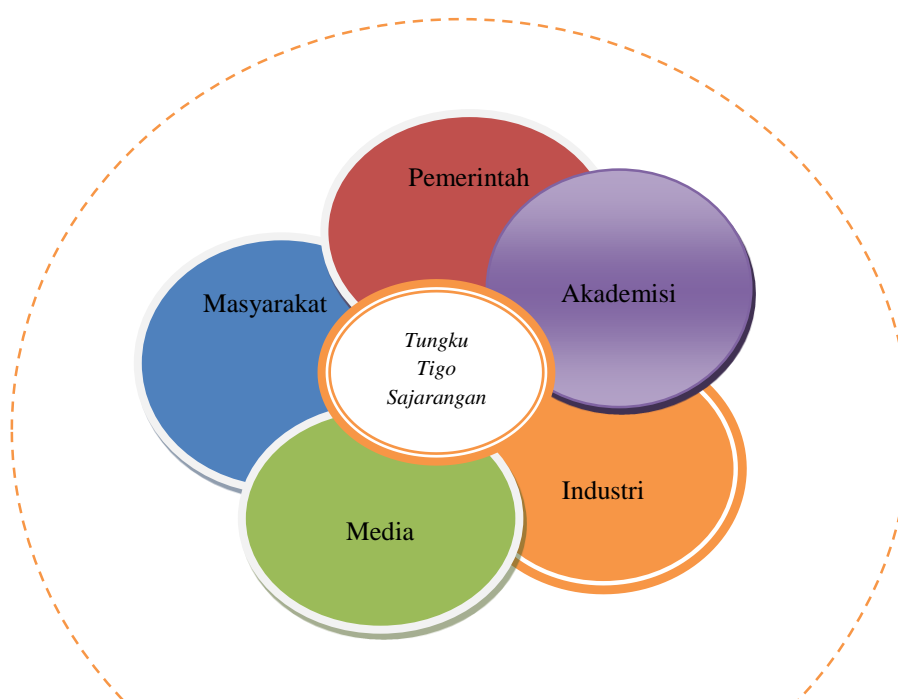 Pemerintah
Akademisi
Masyarakat
Tungku
Tigo
Sajarangan
Industri
Media